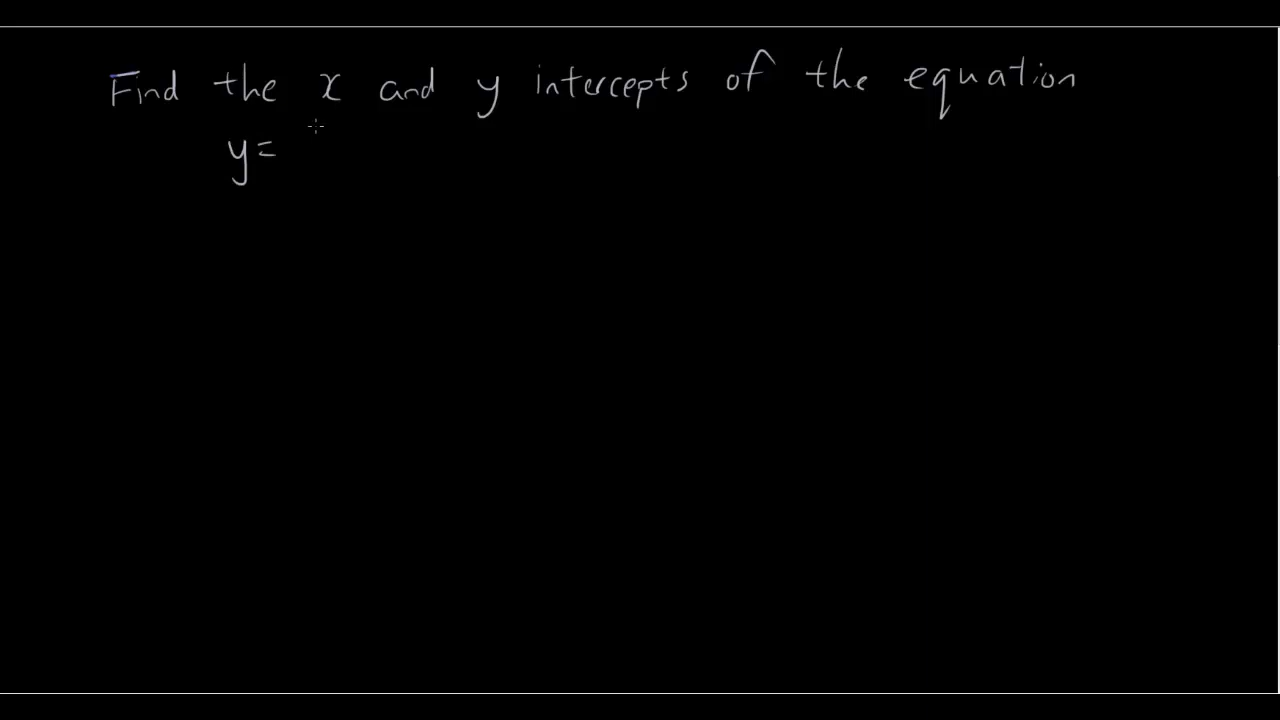 Find the x and y intercepts of the equation
y=